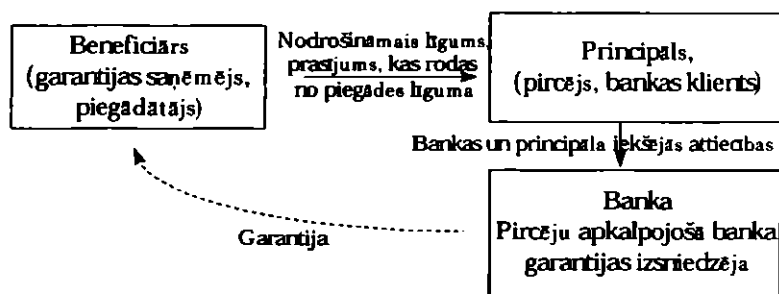 Beneficiārs
(garantijas saņēmējs,
piegādātājs)
Nodrošināmais līgums,
prasījums, kas rodas
no piegādes līguma
Principāls,
(pircējs, bankas klients)
Bankas un principāla iekšējās attiecības
Banka
Pircēju apkalpojošā banka
garantijas izsniedzēja
Garantija